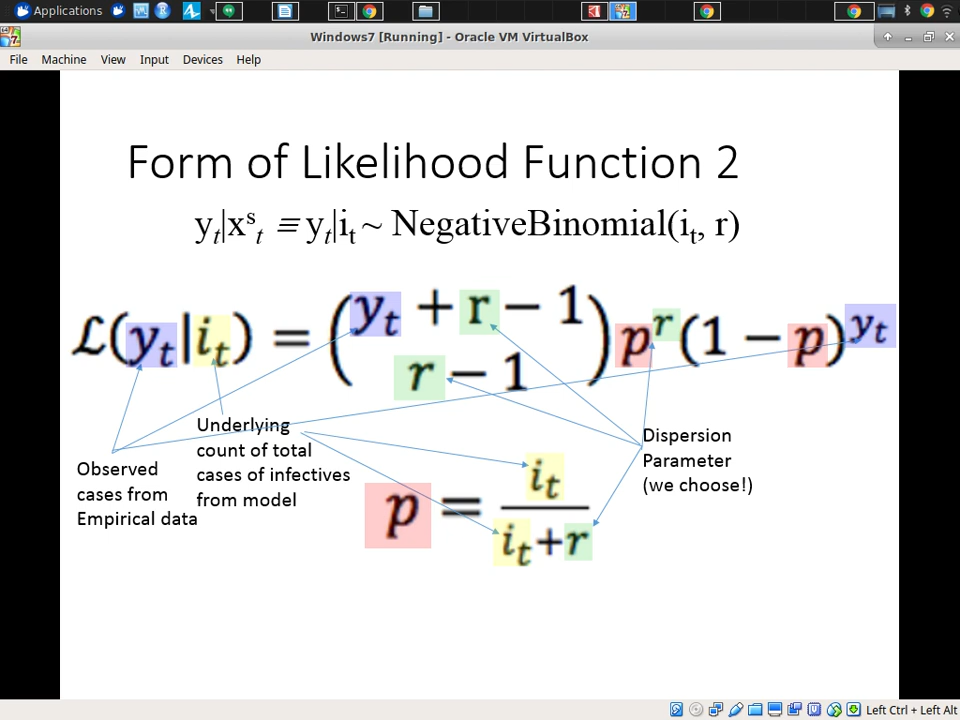 Applications
Windows7 [Running] - Oracle VM VirtualBox
File Machine View Input Devices Help
Form of Likelihood Function 2
yₜ|xˢₜ ≡ yₜ|iₜ ~ NegativeBinomial(iₜ, r)
ℒ(yₜ|iₜ) = (yₜ + r − 1 
r − 1) pʳ(1 − p)^yₜ
Underlying
count of total
cases of infectives
from model
Observed
cases from
Empirical data
Dispersion
Parameter
(we choose!)
p = iₜ
iₜ+r
Left Ctrl + Left Alt